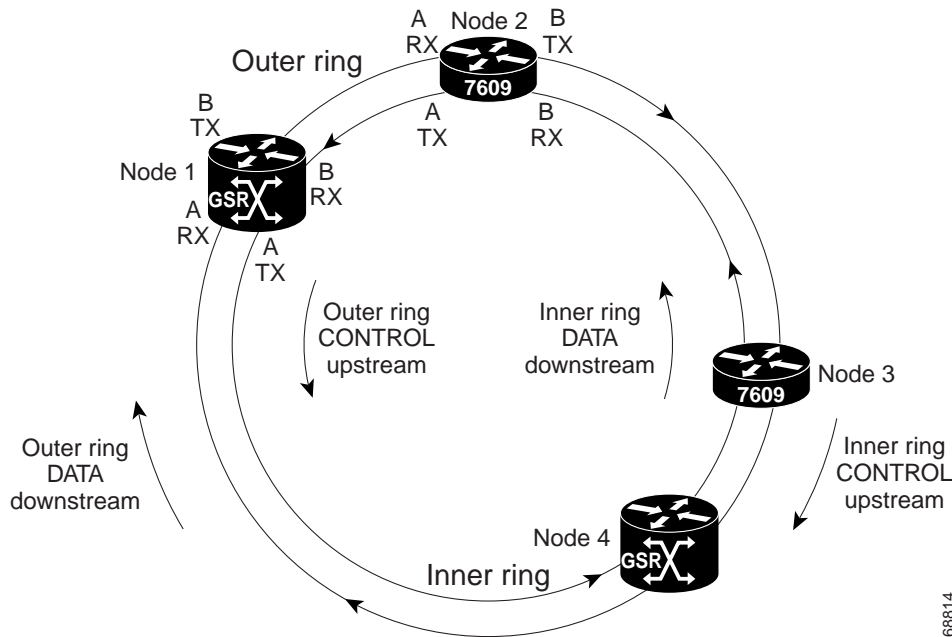 A
RX
Node 2
B
TX
Outer ring
7609
A
TX
B
RX
B
TX
Node 1
GSR
B
RX
A
RX
A
TX
Outer ring
CONTROL
upstream
Inner ring
DATA
downstream
7609
Node 3
Outer ring
DATA
downstream
Inner ring
CONTROL
upstream
Node 4
GSR
Inner ring
68814